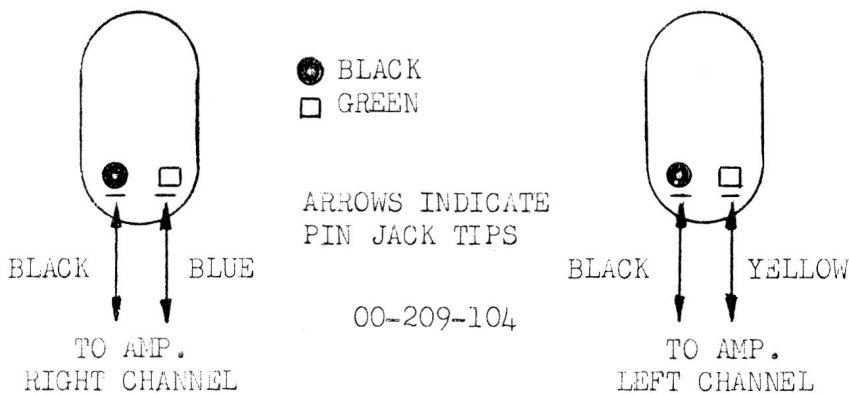 BLACK
GREEN
ARROWS INDICATE
PIN JACK TIPS
BLACK
BLUE
BLACK
YELLOW
00-209-104
TO AMP.
RIGHT CHANNEL
TO AMP.
LEFT CHANNEL